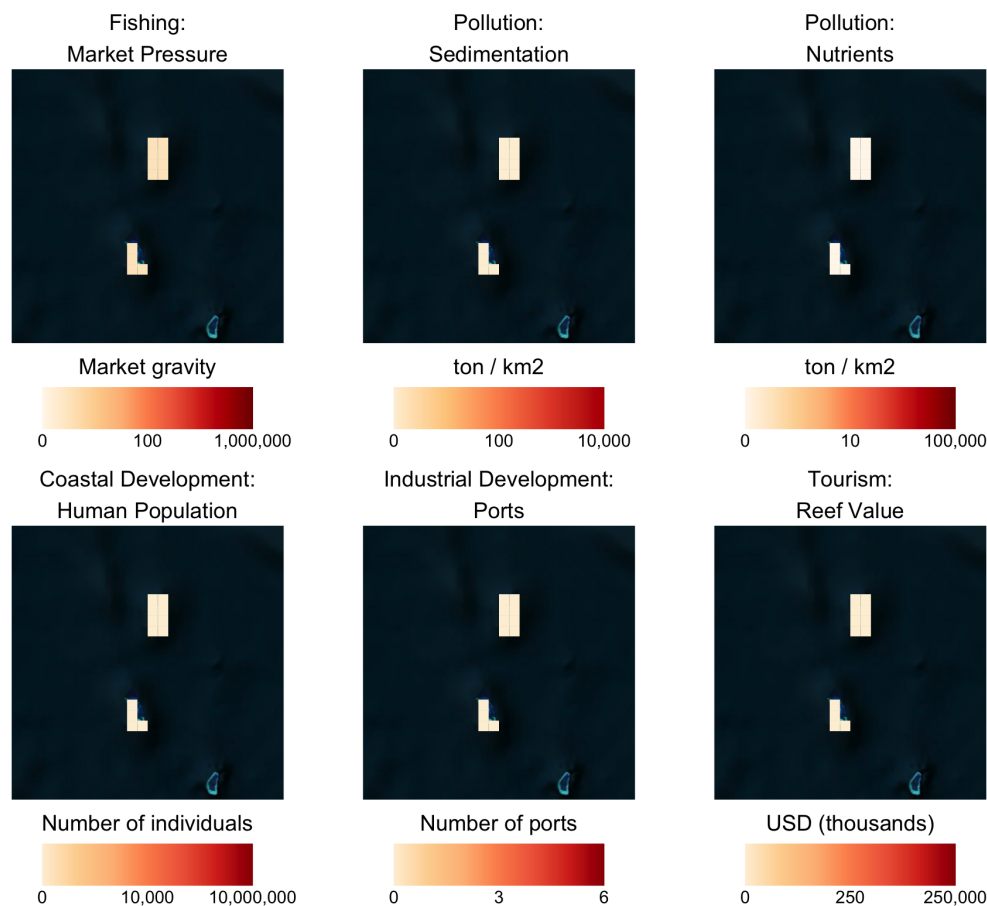 Fishing:
Market Pressure
Pollution:
Sedimentation
Pollution:
Nutrients
Market gravity
0 100 1,000,000
ton / km2
0 100 10,000
ton / km2
0 10 100,000
Coastal Development:
Human Population
Industrial Development:
Ports
Tourism:
Reef Value
Number of individuals
0 10,000 10,000,000
Number of ports
0 3 6
USD (thousands)
0 250 250,000